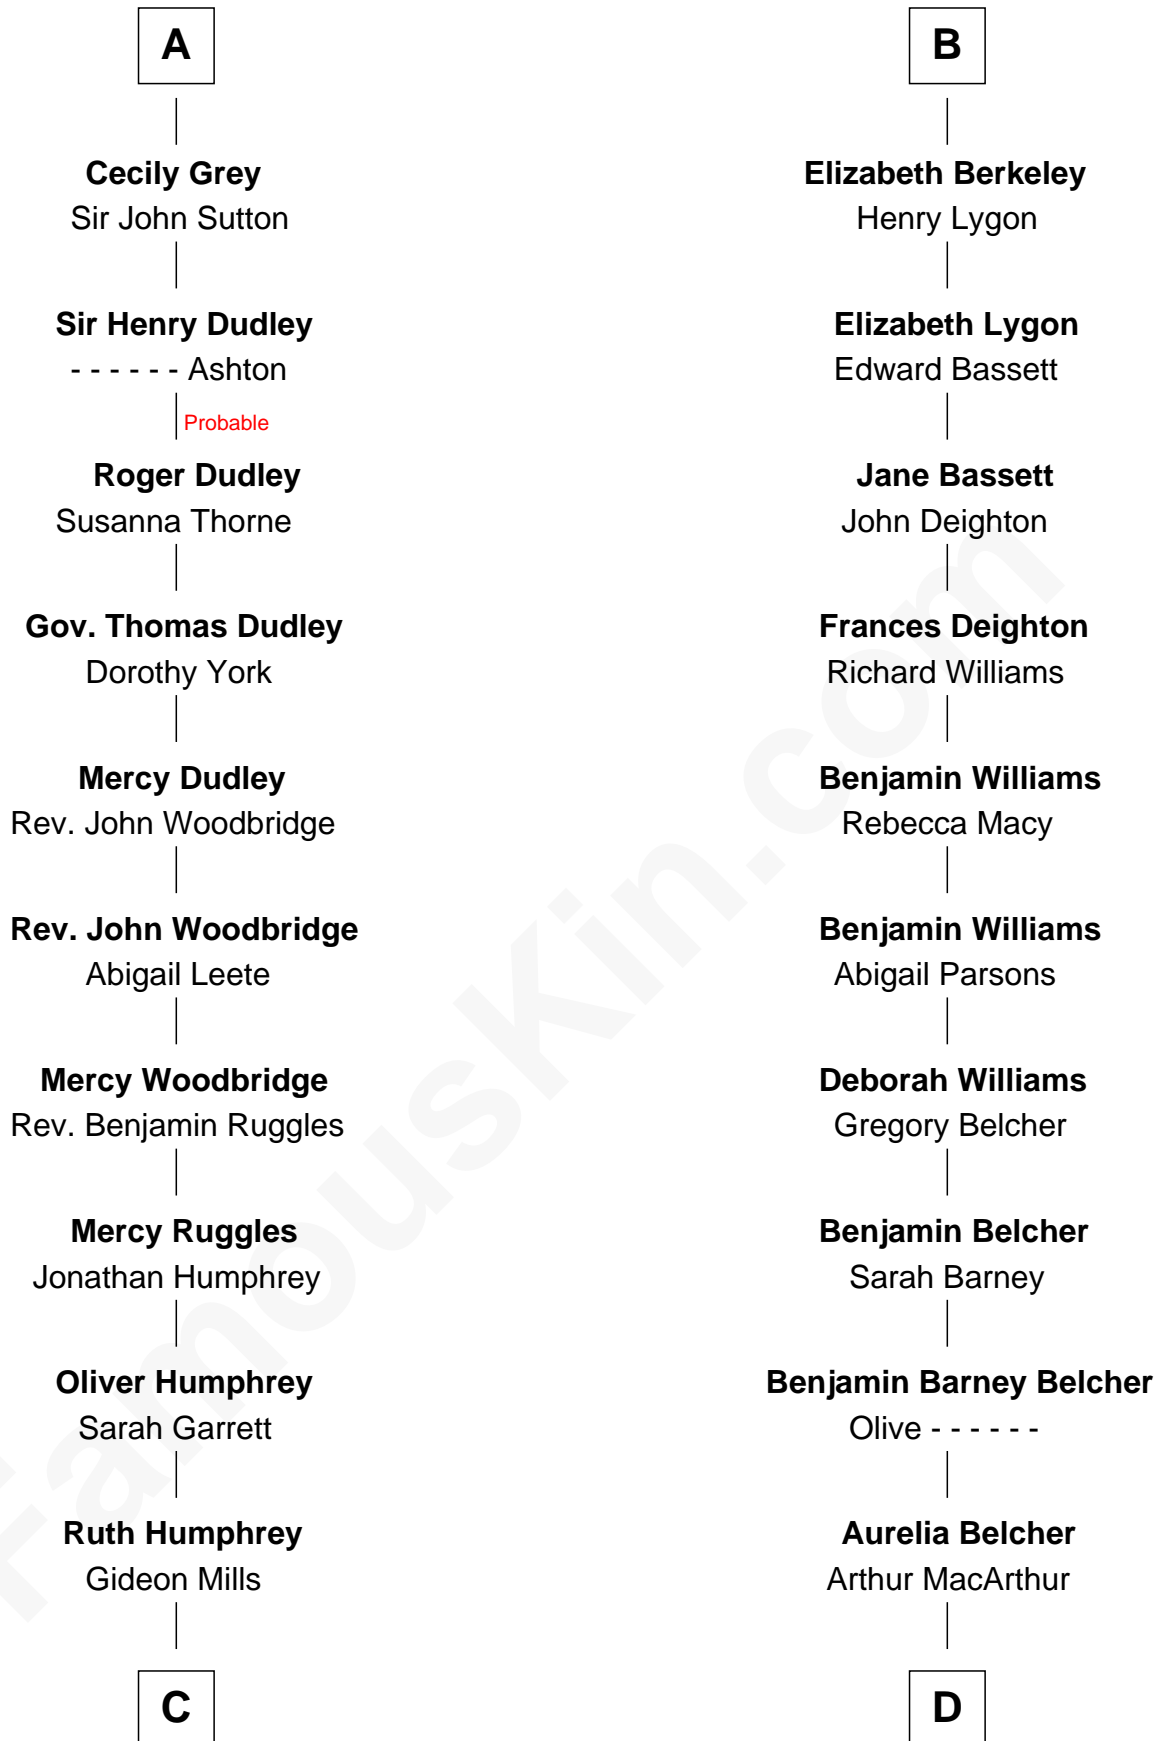 A
Cecily Grey
Sir John Sutton
Sir Henry Dudley
- - - - - - Ashton
Probable
Roger Dudley
Susanna Thorne
Gov. Thomas Dudley
Dorothy York
Mercy Dudley
Rev. John Woodbridge
Rev. John Woodbridge
Abigail Leete
Mercy Woodbridge
Rev. Benjamin Ruggles
Mercy Ruggles
Jonathan Humphrey
Oliver Humphrey
Sarah Garrett
Ruth Humphrey
Gideon Mills
C
B
Elizabeth Berkeley
Henry Lygon
Elizabeth Lygon
Edward Bassett
Jane Bassett
John Deighton
Frances Deighton
Richard Williams
Benjamin Williams
Rebecca Macy
Benjamin Williams
Abigail Parsons
Deborah Williams
Gregory Belcher
Benjamin Belcher
Sarah Barney
Benjamin Barney Belcher
Olive - - - - - -
Aurelia Belcher
Arthur MacArthur
D
FamousKin.com